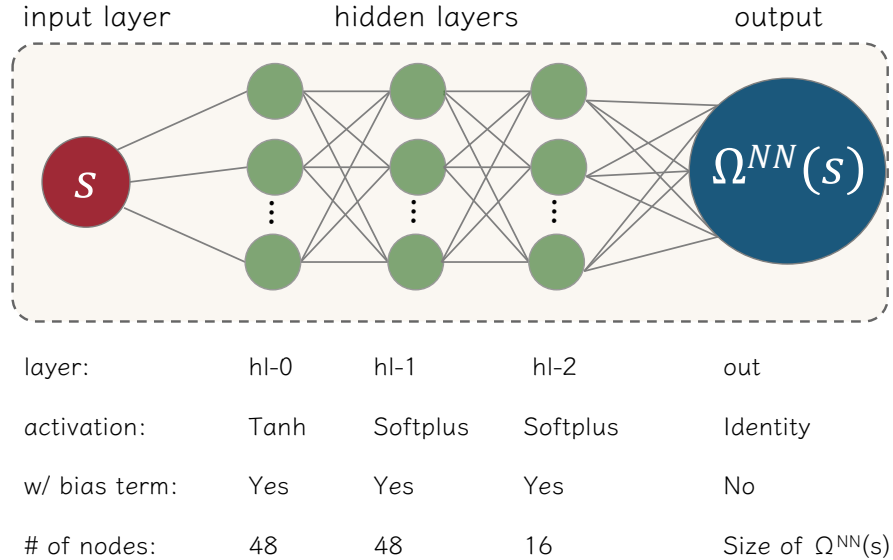 input layer hidden layers output
s
Ω^{NN}(s)
layer: hl-0 hl-1 hl-2 out
activation: Tanh Softplus Softplus Identity
w/ bias term: Yes Yes Yes No
# of nodes: 48 48 16 Size of Ω^{NN}(s)